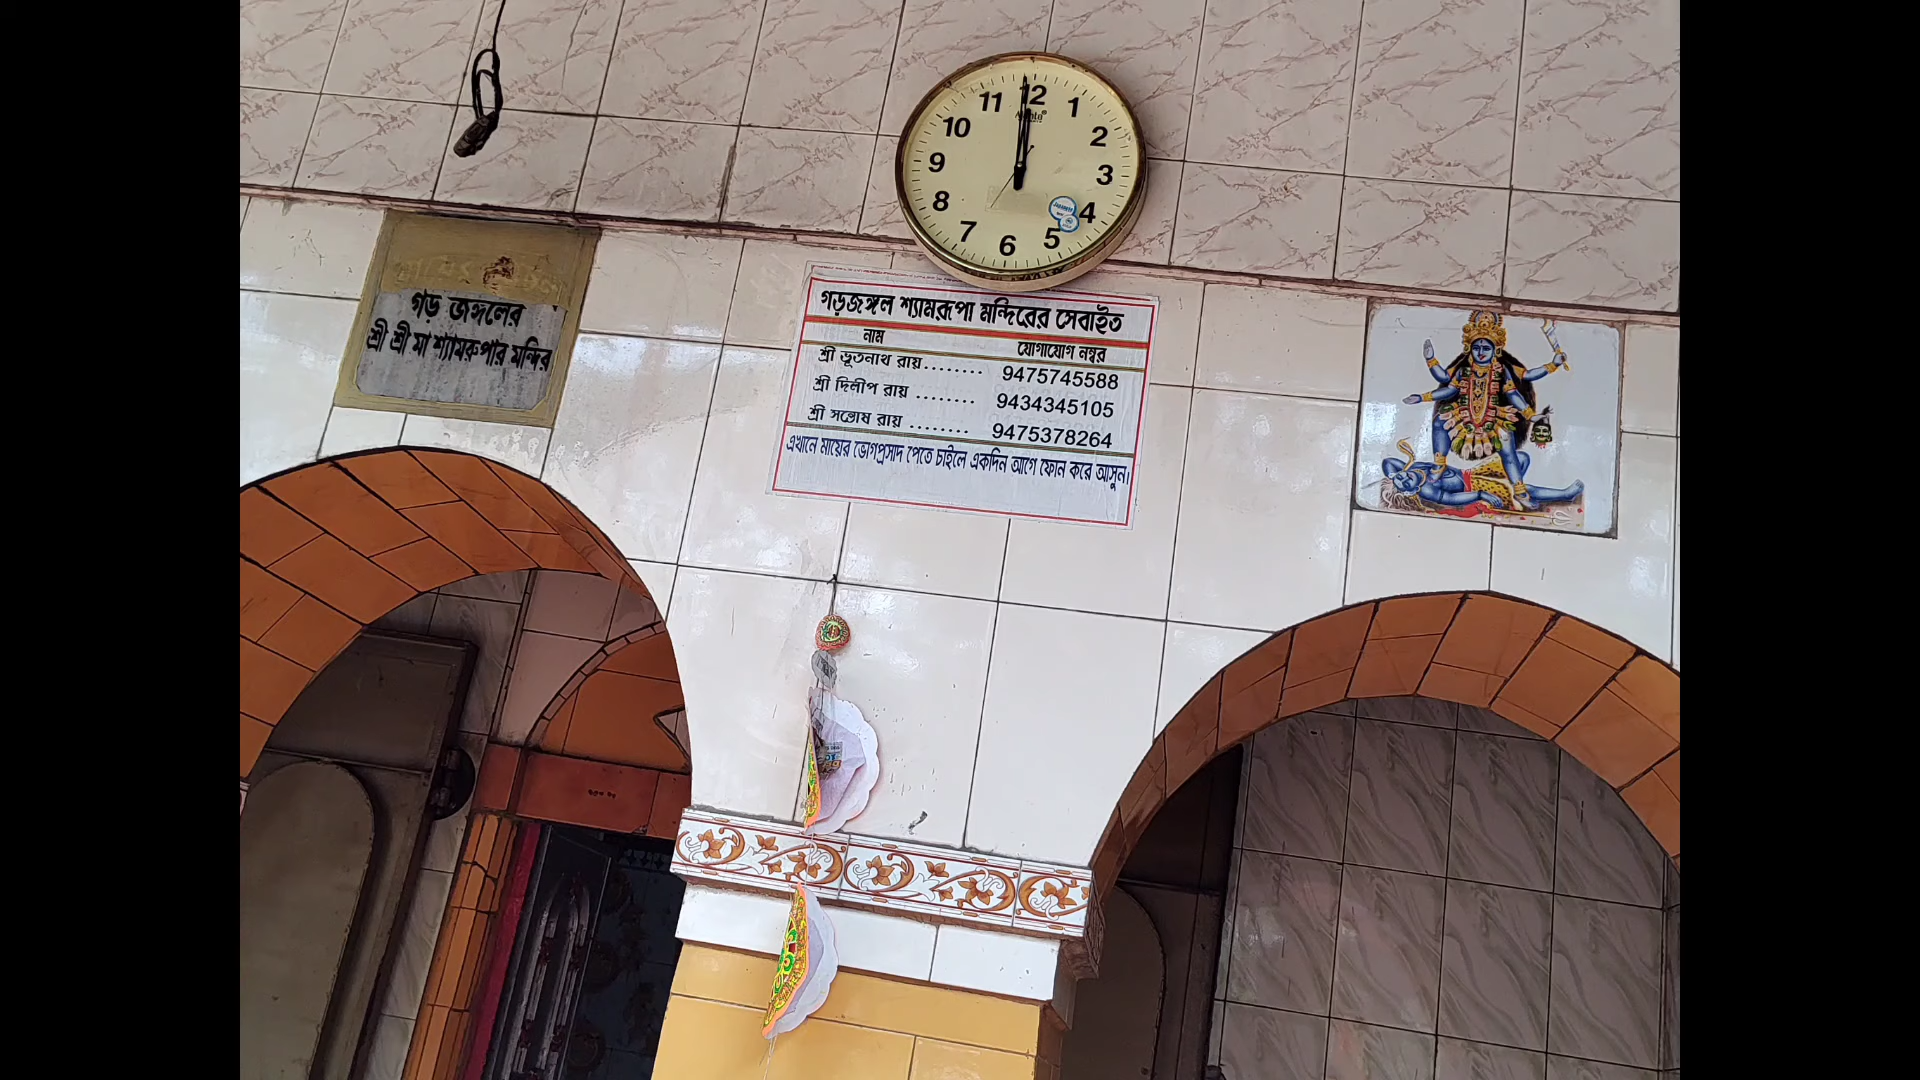 12
1
2
3
4
5
6
7
8
9
10
11
গড় জঙ্গলের
শ্রী শ্রী মা শ্যামরুপার মন্দির
গড়জঙ্গল শ্যামরূপা মন্দিরের সেবাইত
নাম যোগাযোগ নম্বর
শ্রী ভূতনাথ রায়........ 9475745588
শ্রী দিলীপ রায় ........ 9434345105
শ্রী সন্তোষ রায় ........ 9475378264
এখানে মায়ের ভোগপ্রসাদ পেতে চাইলে একদিন আগে ফোন করে আসুন।